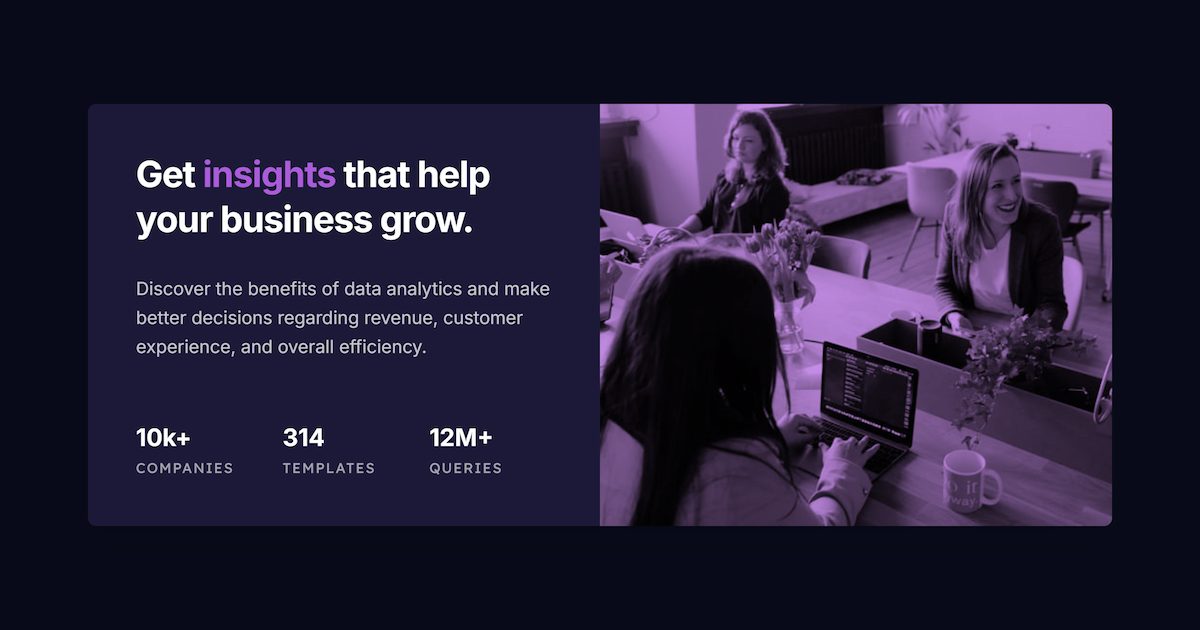 Get insights that help
your business grow.
Discover the benefits of data analytics and make
better decisions regarding revenue, customer
experience, and overall efficiency.
10k+ 314 12M+
COMPANIES TEMPLATES QUERIES